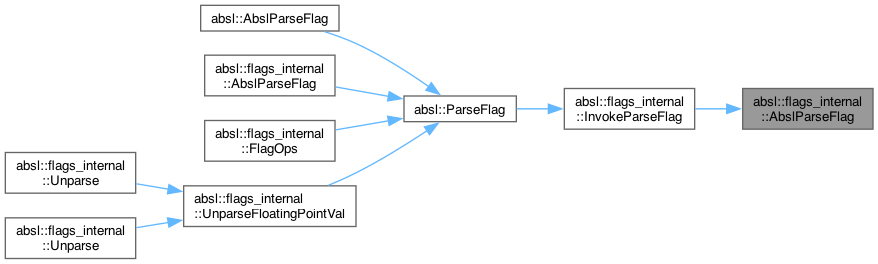 absl::AbslParseFlag
absl::flags_internal
::AbslParseFlag
absl::flags_internal
::FlagOps
absl::flags_internal
::Unparse
absl::flags_internal
::Unparse
absl::flags_internal
::UnparseFloatingPointVal
absl::ParseFlag
absl::flags_internal
::InvokeParseFlag
absl::flags_internal
::AbslParseFlag